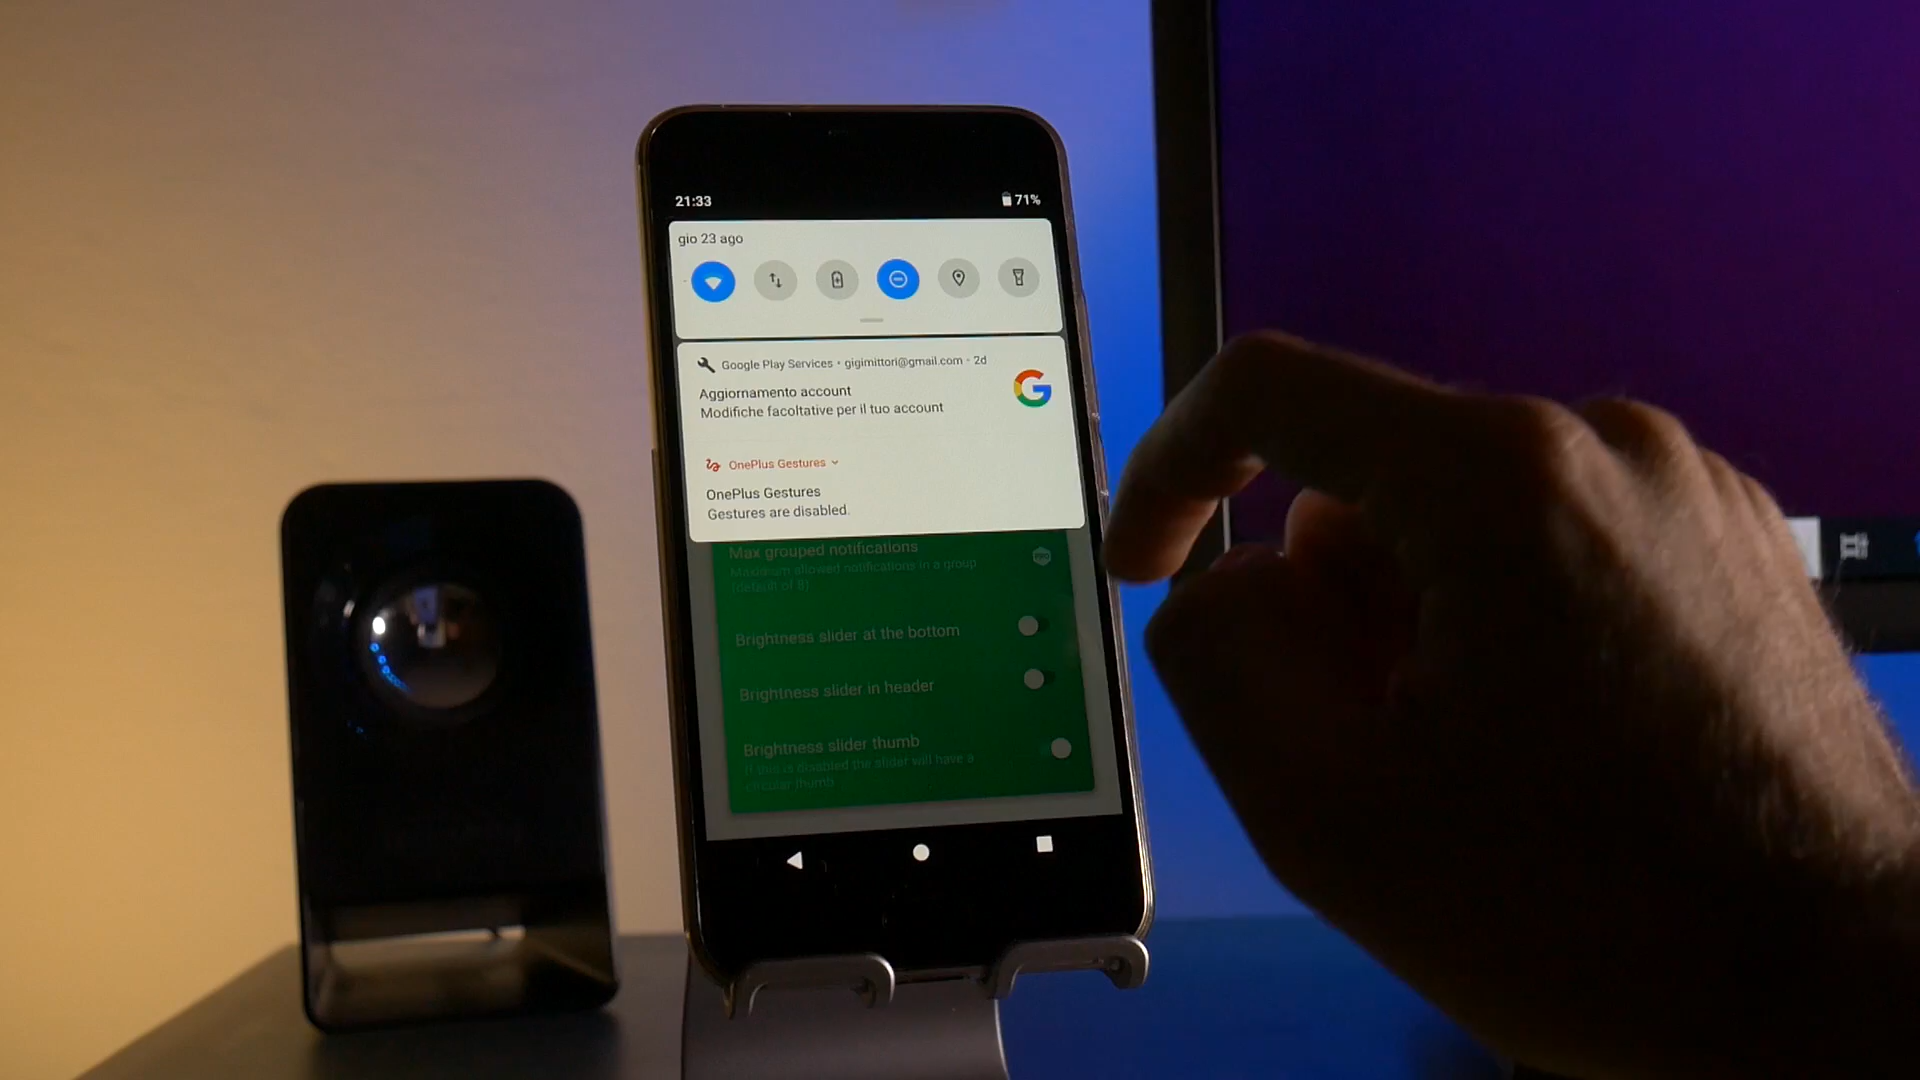 21:33
71%
gio 23 ago
Google Play Services • gigimittori@gmail.com • 2d
Aggiornamento account
Modifiche facoltative per il tuo account
OnePlus Gestures
OnePlus Gestures
Gestures are disabled.
Max grouped notifications
Maximum allowed notifications in a group
Brightness slider at the bottom
Brightness slider in header
Brightness slider thumb
If this is disabled the slider will have a
circular thumb